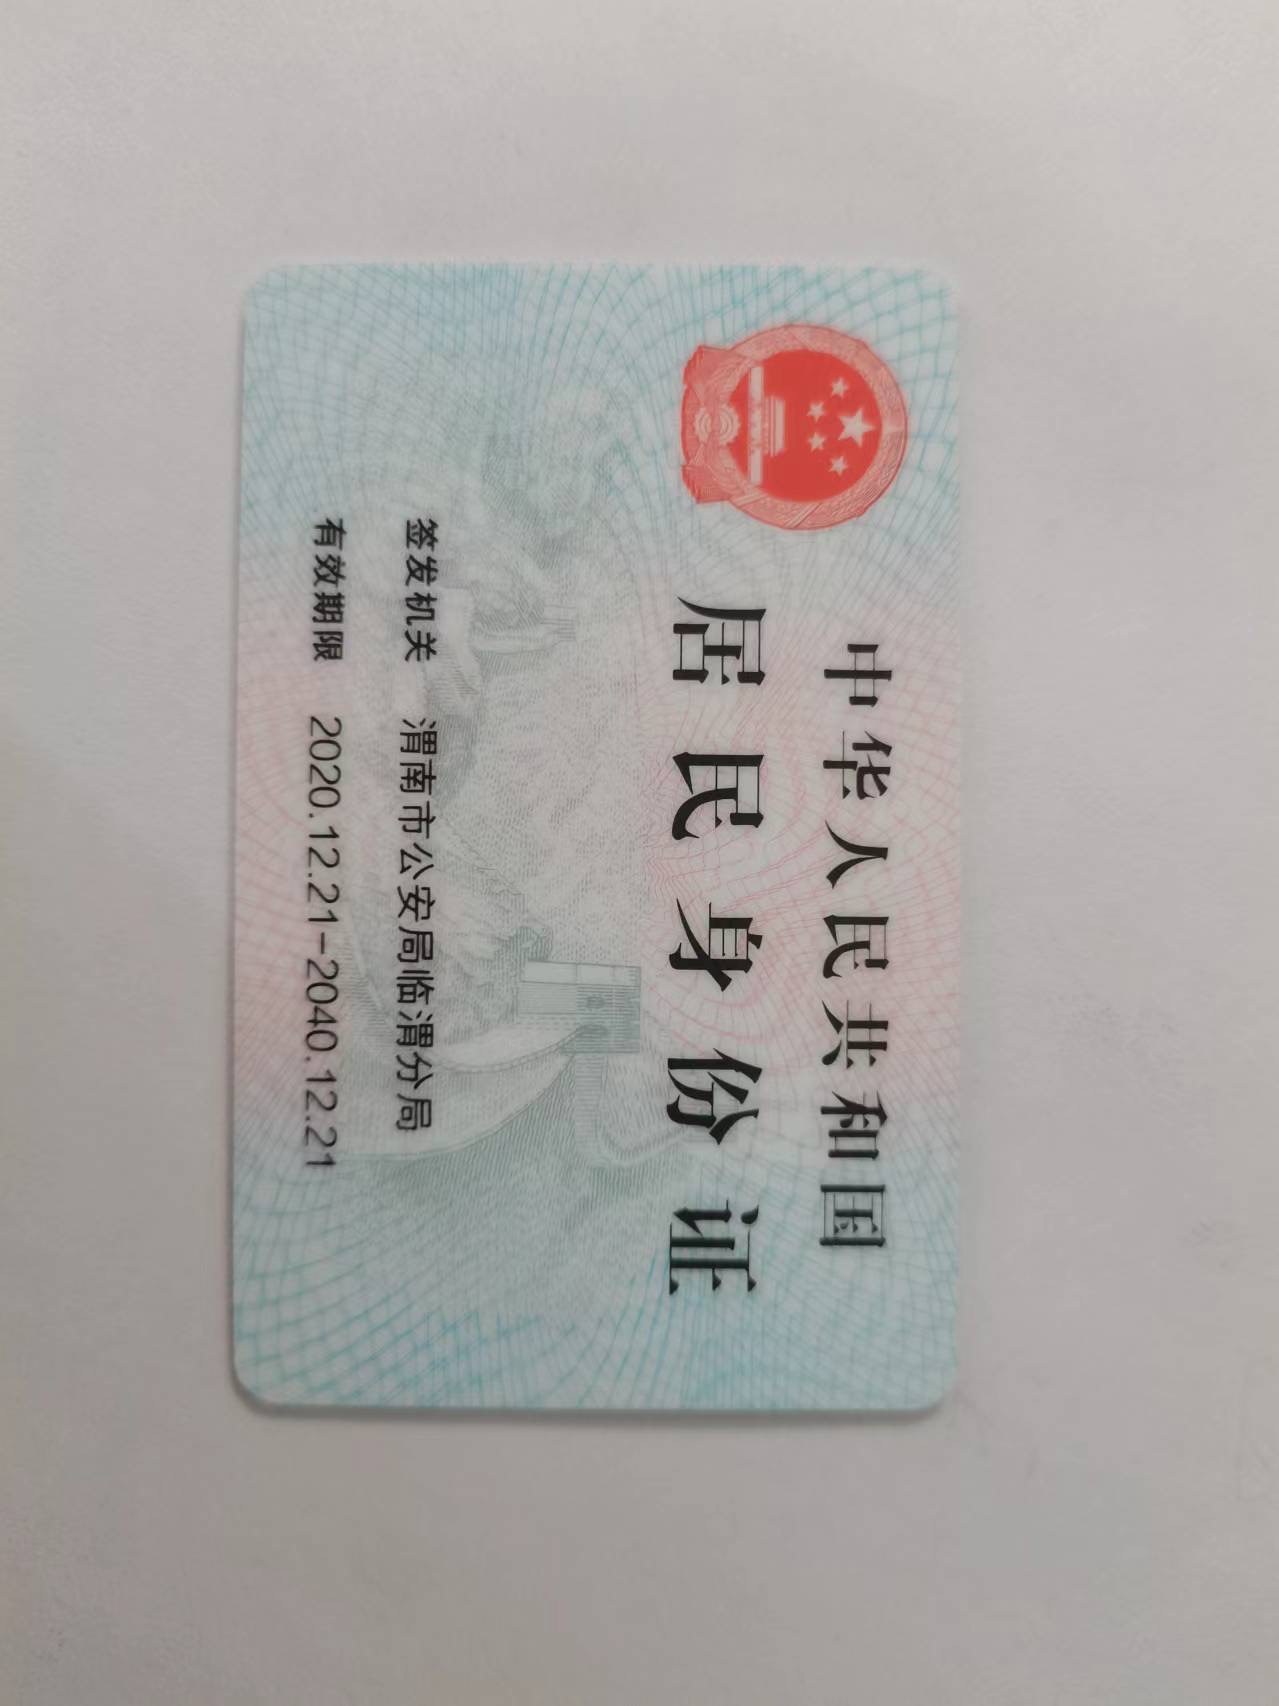 中华人民共和国
居民身份证
签发机关 渭南市公安局临渭分局
有效期限 2020.12.21-2040.12.21